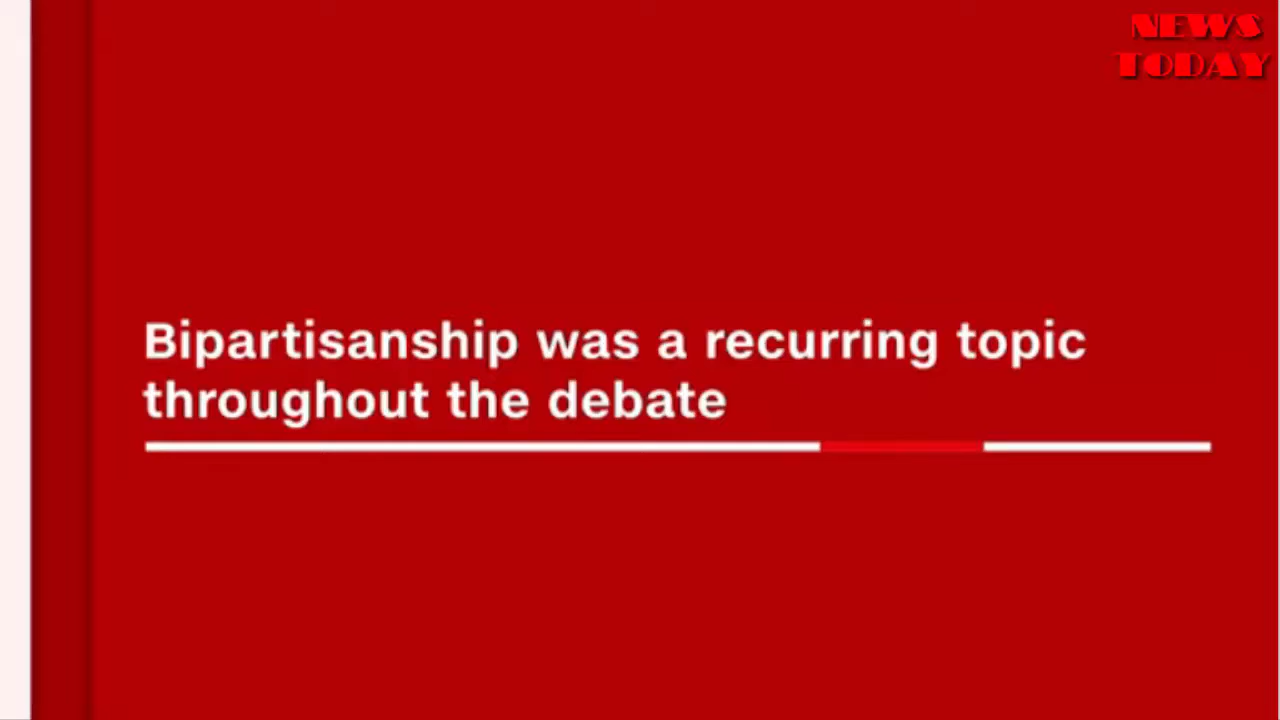 NEWS
TODAY
Bipartisanship was a recurring topic
throughout the debate